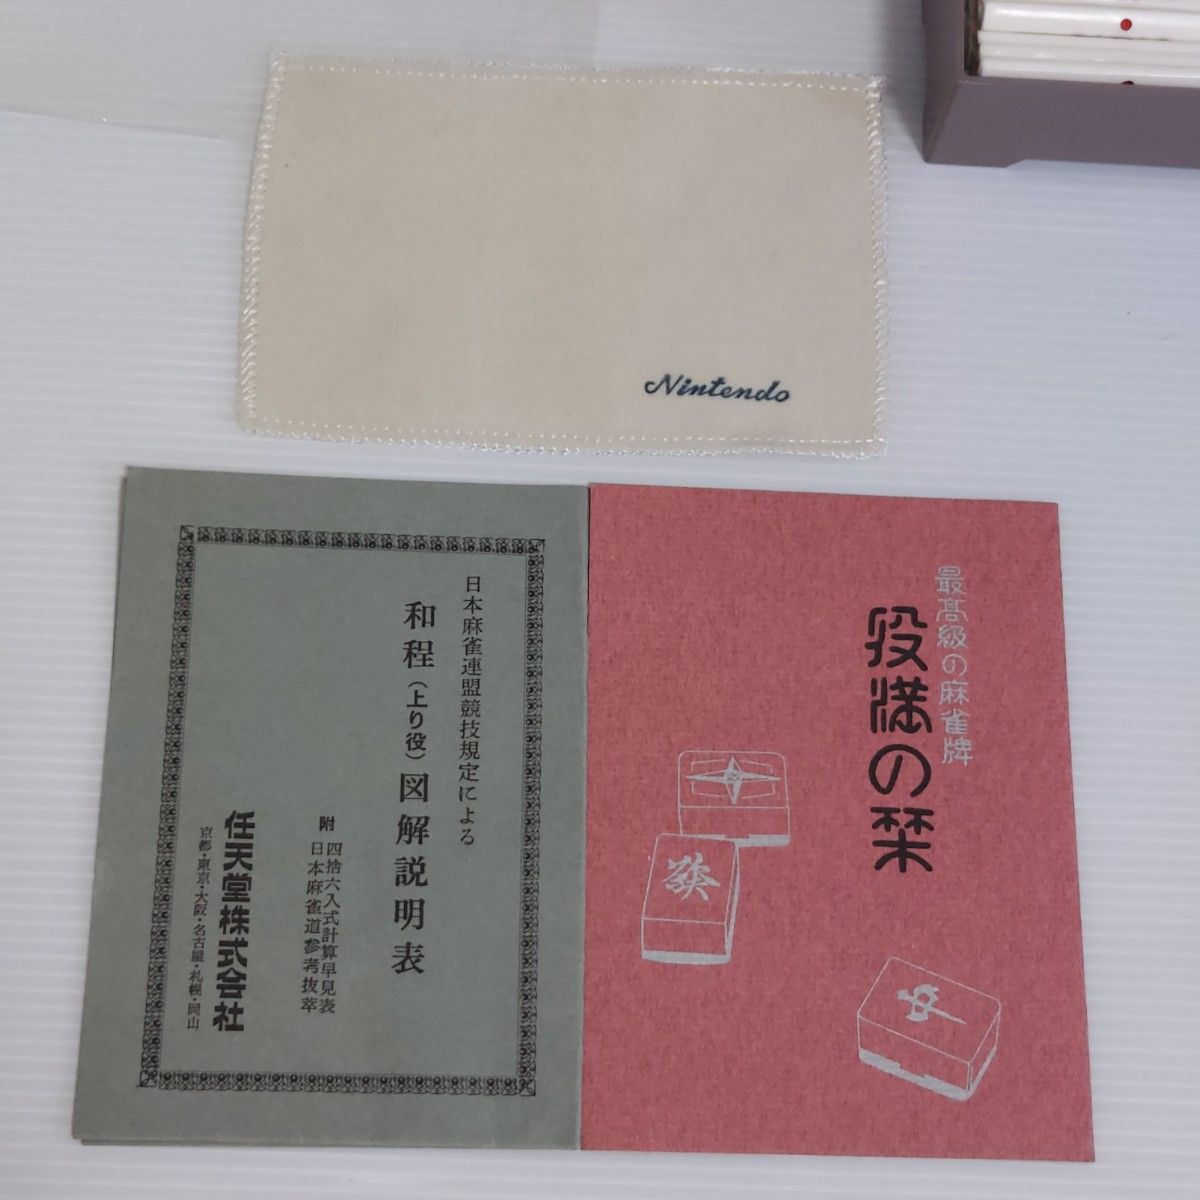 Nintendo
日本麻雀連盟競技規定による
和程(上り役)図解説明表
附 四捨六入式計算早見表
日本麻雀道参考抜萃
任天堂株式会社
京都・東京・大阪・名古屋・札幌・岡山
最高級の麻雀牌
役満の栞
發